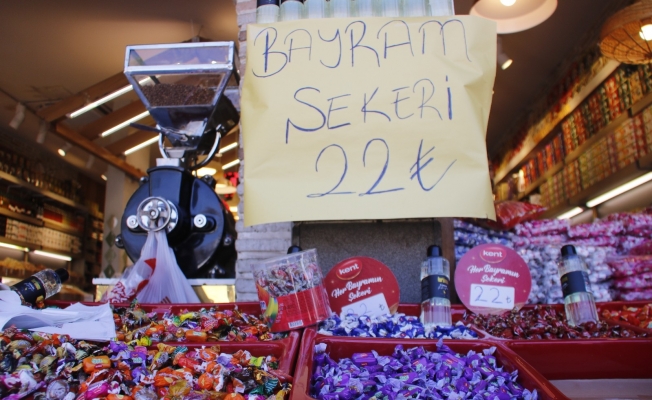 BAYRAM
ŞEKERİ
22 ₺
kent
Her Bayramın
Şekeri
kent
Her Bayramın
Şekeri
22 ₺